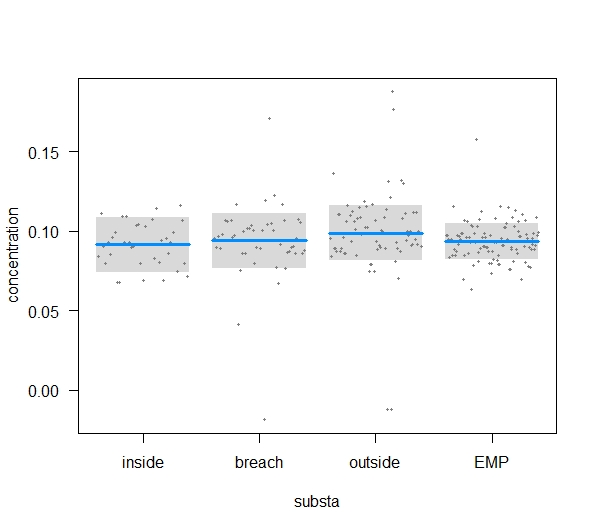 concentration
0.15
0.10
0.05
0.00
inside breach outside EMP
substa